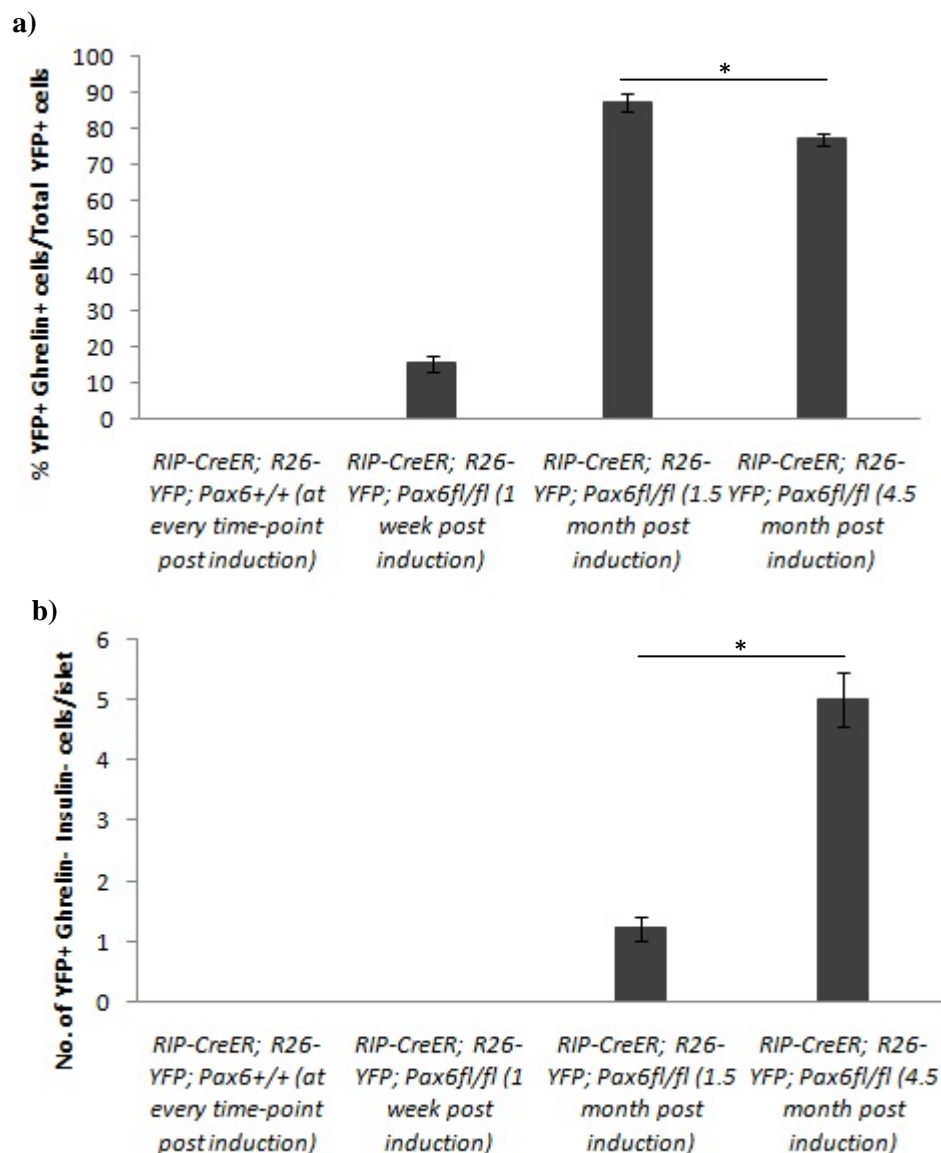 a)
% YFP+ Ghrelin+ cells/Total YFP+ cells
100
90
80
70
60
50
40
30
20
10
0
*
RIP-CreER; R26-
YFP; Pax6+/+ (at
every time-point
post induction)
RIP-CreER; R26-
YFP; Pax6fl/fl (1
week post
induction)
RIP-CreER; R26-
YFP; Pax6fl/fl (1.5
month post
induction)
RIP-CreER; R26-
YFP; Pax6fl/fl (4.5
month post
induction)
b)
No. of YFP+ Ghrelin- Insulin- cells/islet
6
5
4
3
2
1
0
*
RIP-CreER; R26-
YFP; Pax6+/+ (at
every time-point
post induction)
RIP-CreER; R26-
YFP; Pax6fl/fl (1
week post
induction)
RIP-CreER; R26-
YFP; Pax6fl/fl (1.5
month post
induction)
RIP-CreER; R26-
YFP; Pax6fl/fl (4.5
month post
induction)